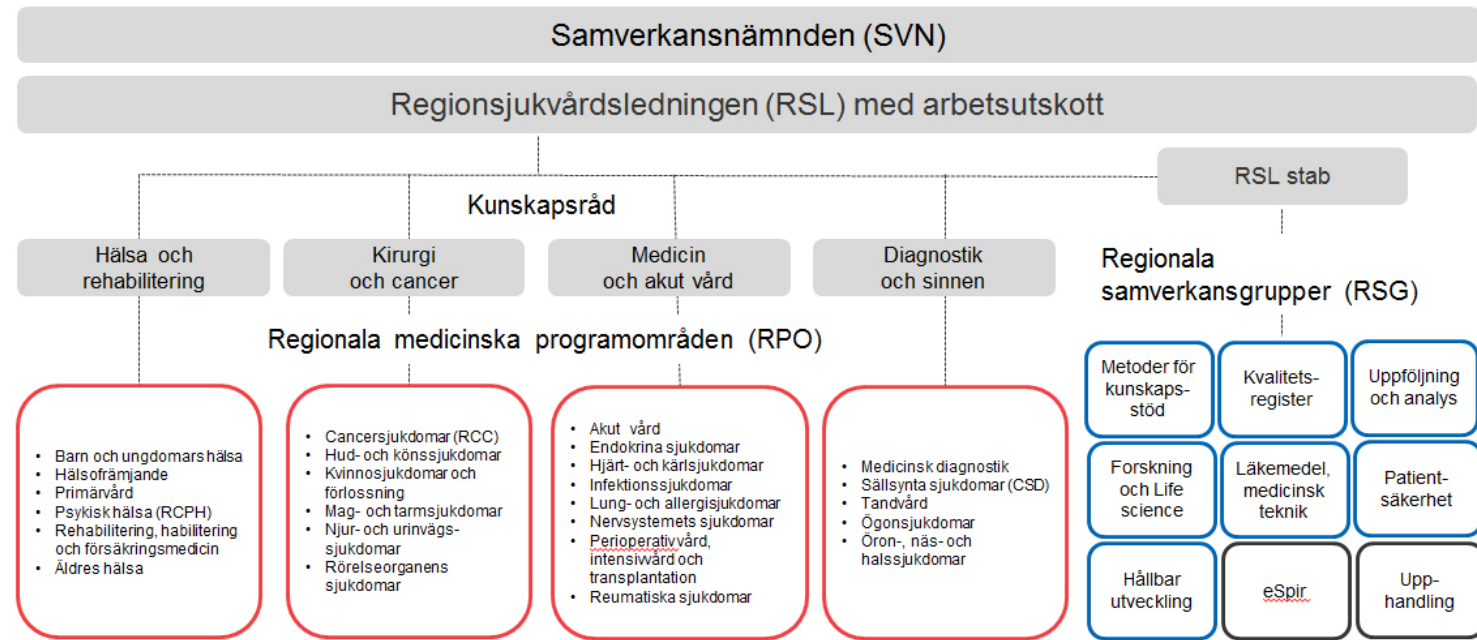 Samverkansnämnden (SVN)
Regionsjukvårdsledningen (RSL) med arbetsutskott
RSL stab
Kunskapsråd
Hälsa och
rehabilitering
Kirurgi
och cancer
Medicin
och akut vård
Diagnostik
och sinnen
Regionala medicinska programområden (RPO)
• Barn och ungdomars hälsa
• Hälsofrämjande
• Primärvård
• Psykisk hälsa (RCPH)
• Rehabilitering, habilitering
och försäkringsmedicin
• Äldres hälsa
• Cancersjukdomar (RCC)
• Hud- och könssjukdomar
• Kvinnosjukdomar och
förlossning
• Mag- och tarmsjukdomar
• Njur- och urinvägs-
sjukdomar
• Rörelseorganens
sjukdomar
• Akut vård
• Endokrina sjukdomar
• Hjärt- och kärlsjukdomar
• Infektionssjukdomar
• Lung- och allergisjukdomar
• Nervsystemets sjukdomar
• Perioperativ vård,
intensivård och
transplantation
• Reumatiska sjukdomar
• Medicinsk diagnostik
• Sällsynta sjukdomar (CSD)
• Tandvård
• Ögonsjukdomar
• Öron-, näs- och
halssjukdomar
Regionala
samverkansgrupper (RSG)
Metoder för
kunskaps-
stöd
Kvalitets-
register
Uppföljning
och analys
Forskning
och Life
science
Läkemedel,
medicinsk
teknik
Patient-
säkerhet
Hållbar
utveckling
eSpir
Upp-
handling